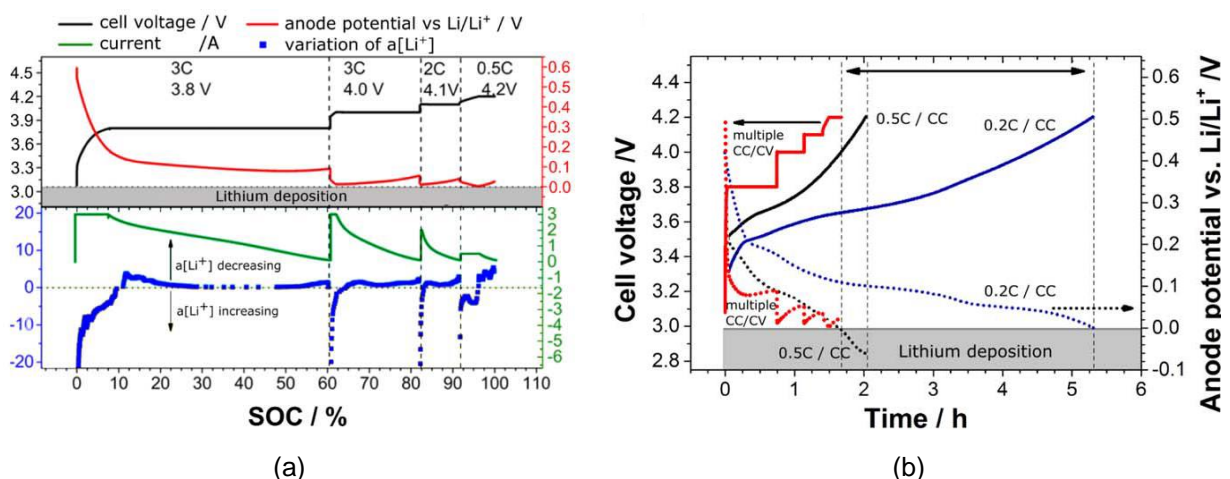 cell voltage / V
anode potential vs Li/Li⁺ / V
current /A
variation of a[Li⁺]
3C
3.8 V
3C
4.0 V
2C
4.1V
0.5C
4.2V
4.5
4.2
3.9
3.6
3.3
3.0
0.6
0.5
0.4
0.3
0.2
0.1
0.0
Lithium deposition
20
10
0
-10
-20
a[Li⁺] decreasing
a[Li⁺] increasing
3
2
1
0
-1
-2
-3
-4
-5
-6
0 10 20 30 40 50 60 70 80 90 100 110
SOC / %
(a)
Cell voltage /V
4.4
4.2
4.0
3.8
3.6
3.4
3.2
3.0
2.8
multiple
CC/CV
0.5C / CC
0.2C / CC
multiple
CC/CV
0.2C / CC
0.5C / CC
Lithium deposition
0.6
0.5
0.4
0.3
0.2
0.1
0.0
-0.1
Anode potential vs. Li/Li⁺ /V
0 1 2 3 4 5 6
Time / h
(b)